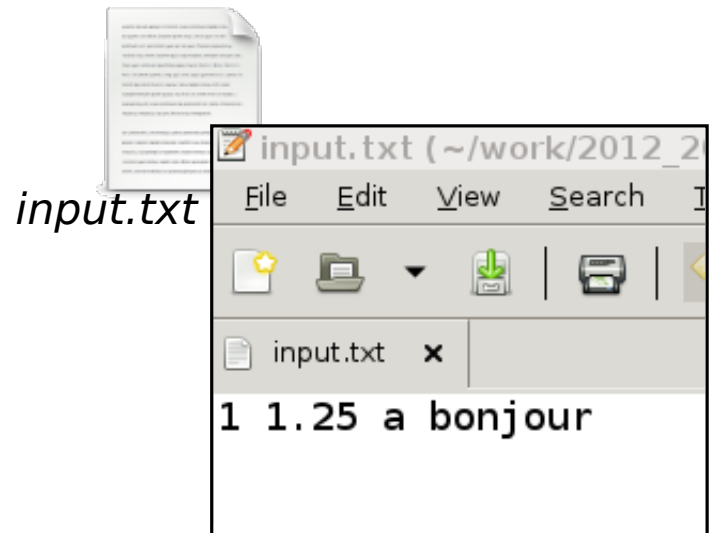 input.txt
input.txt (~/work/2012_2
File Edit View Search
input.txt
1 1.25 a bonjour